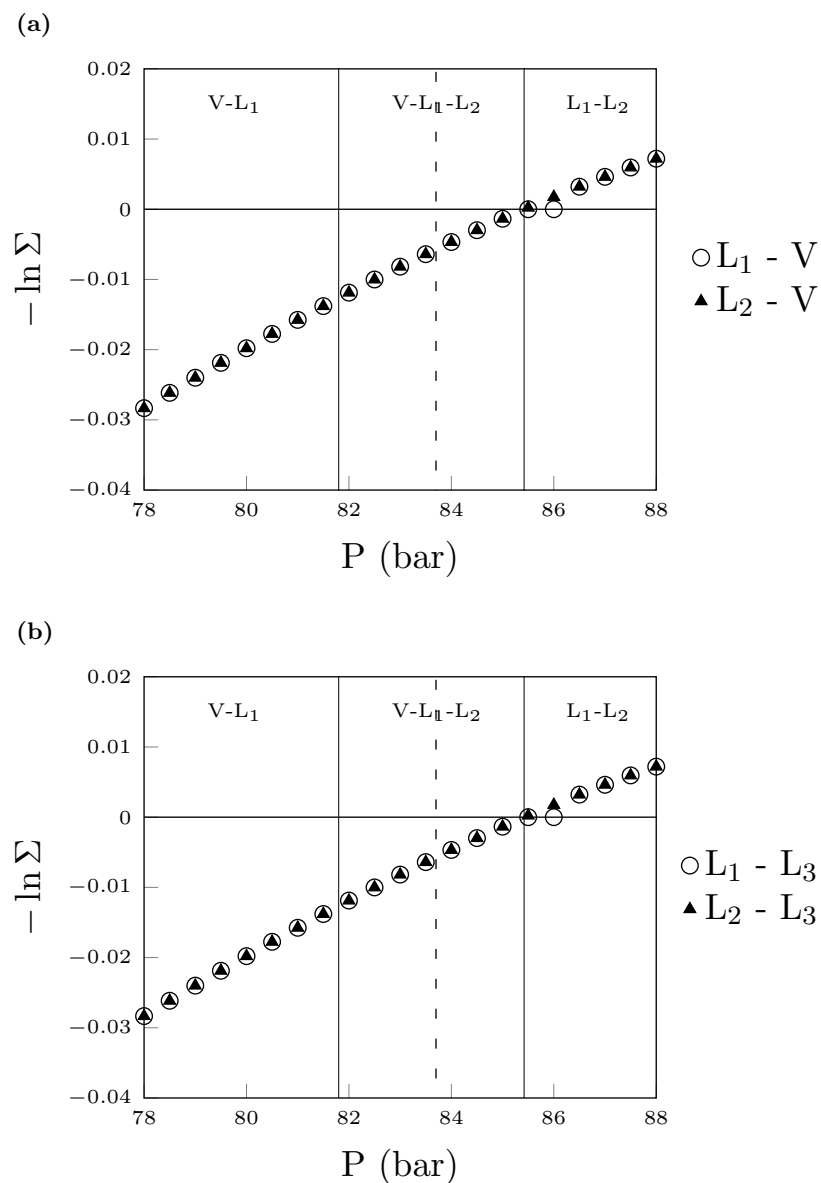 (a)
0.02
0.01
0
−0.01
−0.02
−0.03
−0.04
− ln Σ
V-L₁
V-L₁-L₂
L₁-L₂
L₁ - V
L₂ - V
78 80 82 84 86 88
P (bar)
(b)
0.02
0.01
0
−0.01
−0.02
−0.03
−0.04
− ln Σ
V-L₁
V-L₁-L₂
L₁-L₂
L₁ - L₃
L₂ - L₃
78 80 82 84 86 88
P (bar)